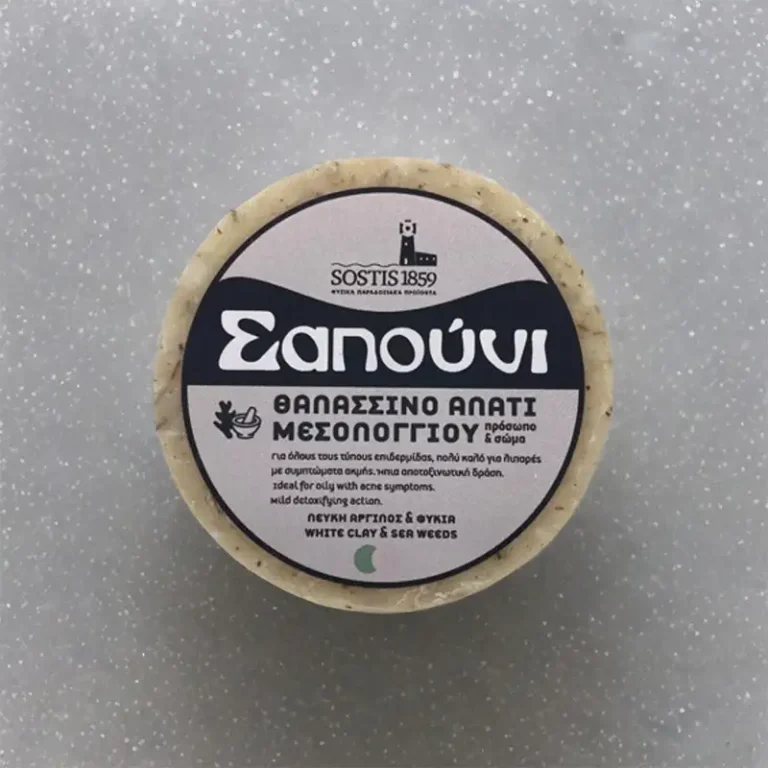 SOSTIS 1859
ΦΥΣΙΚΑ ΠΑΡΑΔΟΣΙΑΚΑ ΠΡΟΪΟΝΤΑ
Σαπούνι
ΘΑΛΑΣΣΙΝΟ ΑΛΑΤΙ
ΜΕΣΟΛΟΓΓΙΟΥ πρόσωπο & σώμα
για όλους τους τύπους επιδερμίδας, πολύ καλό για λιπαρές
με συμπτώματα ακμής. Ήπια αποτοξινωτική δράση.
Ideal for oily with acne symptoms.
Mild detoxifying action.
ΛΕΥΚΗ ΑΡΓΙΛΟΣ & ΦΥΚΙΑ
WHITE CLAY & SEA WEEDS